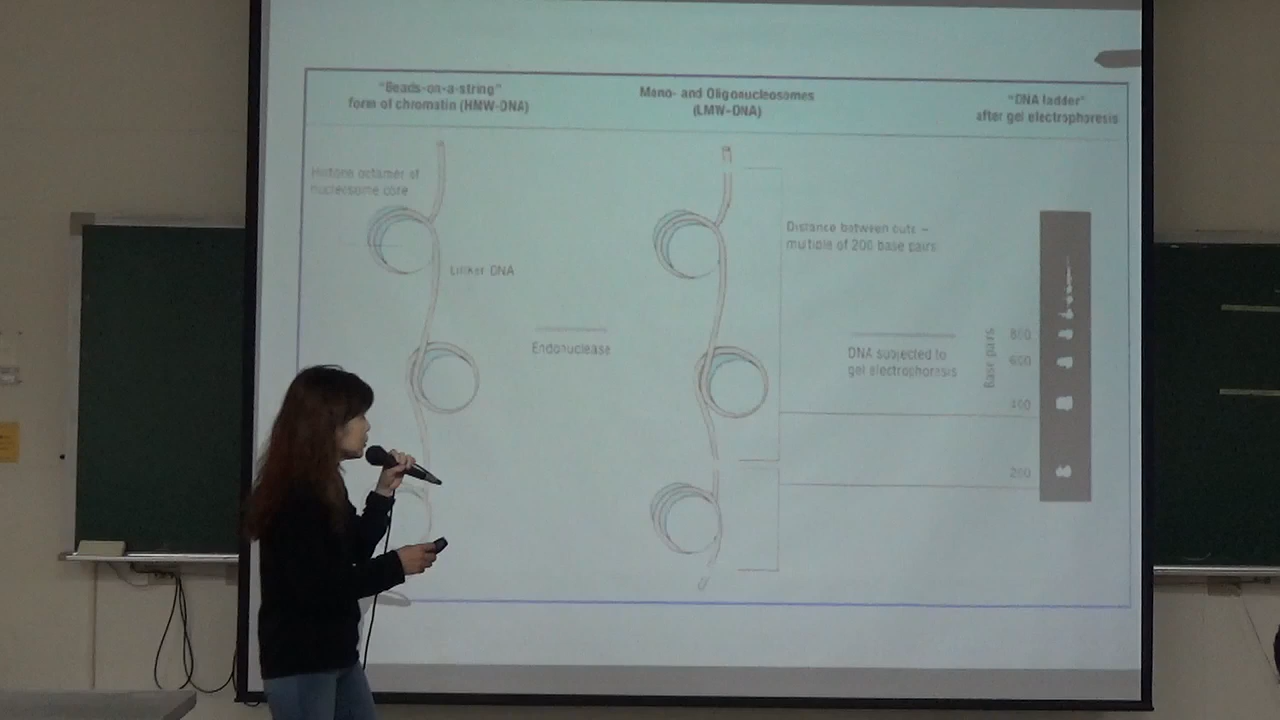 "Beads-on-a-string"
form of chromatin (HMW-DNA)
Mono- and Oligonucleosomes
(LMW-DNA)
"DNA ladder"
after gel electrophoresis
Histone octamer of
nucleosome core
Linker DNA
Endonuclease
Distance between cuts –
multiple of 200 base pairs
DNA subjected to
gel electrophoresis
Base pairs
800
600
400
200